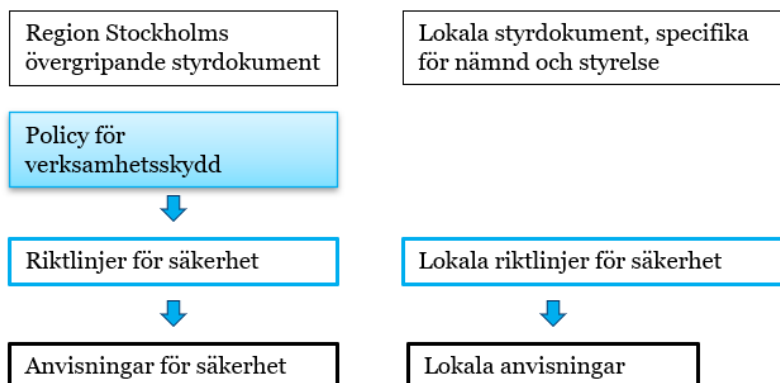 Region Stockholms
övergripande styrdokument
Lokala styrdokument, specifika
för nämnd och styrelse
Policy för
verksamhetsskydd
Riktlinjer för säkerhet
Lokala riktlinjer för säkerhet
Anvisningar för säkerhet
Lokala anvisningar